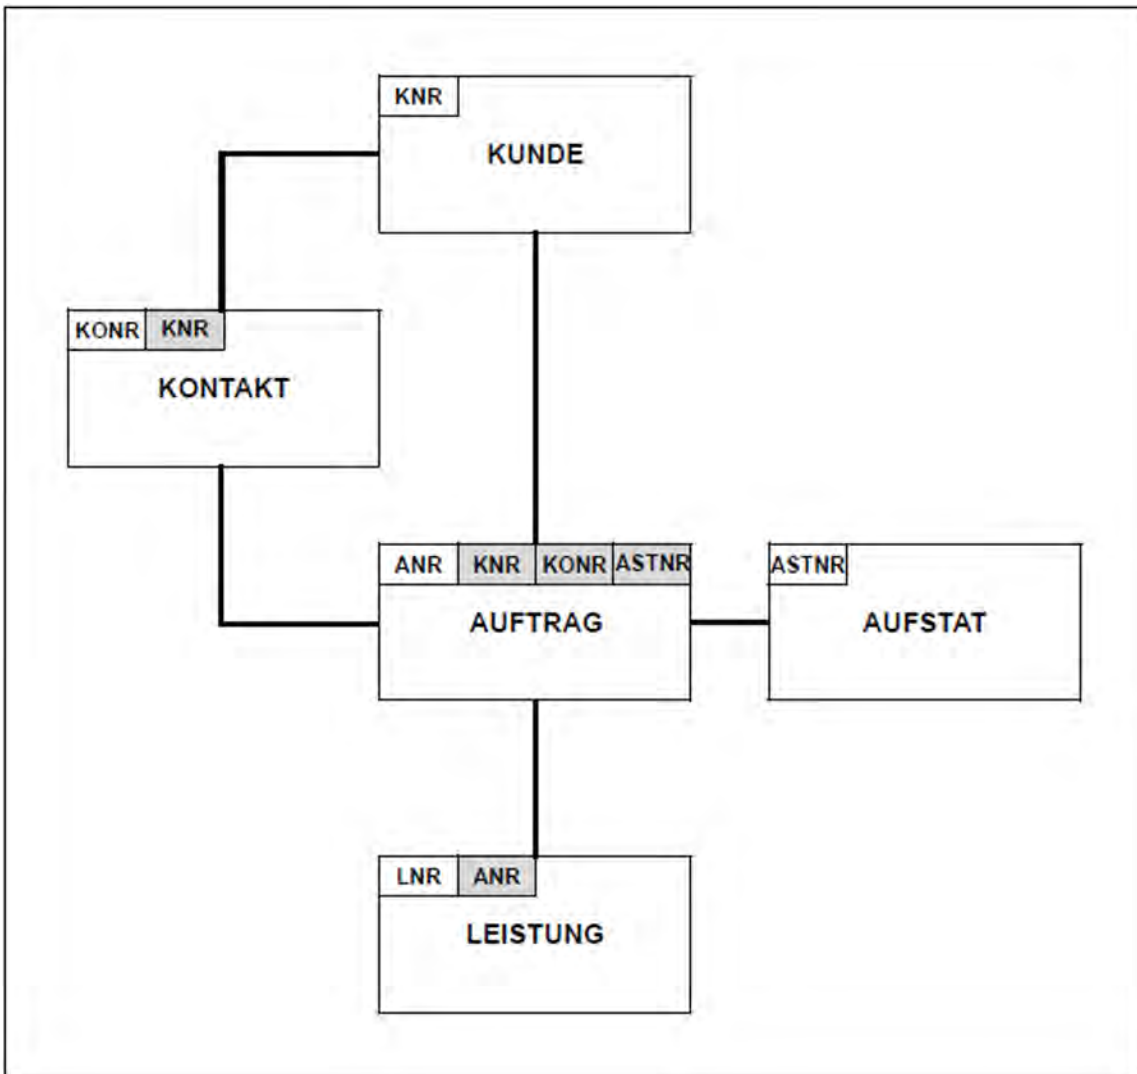 KNR
KUNDE
KONR KNR
KONTAKT
ANR KNR KONR ASTNR
AUFTRAG
ASTNR
AUFSTAT
LNR ANR
LEISTUNG